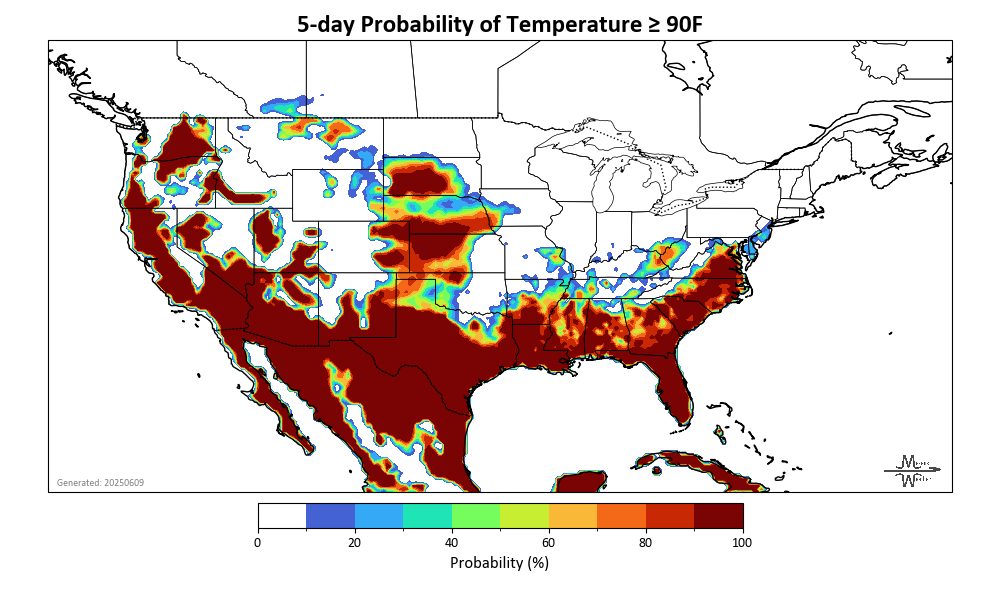 5-day Probability of Temperature ≥ 90F
Generated: 20250609
0 20 40 60 80 100
Probability (%)